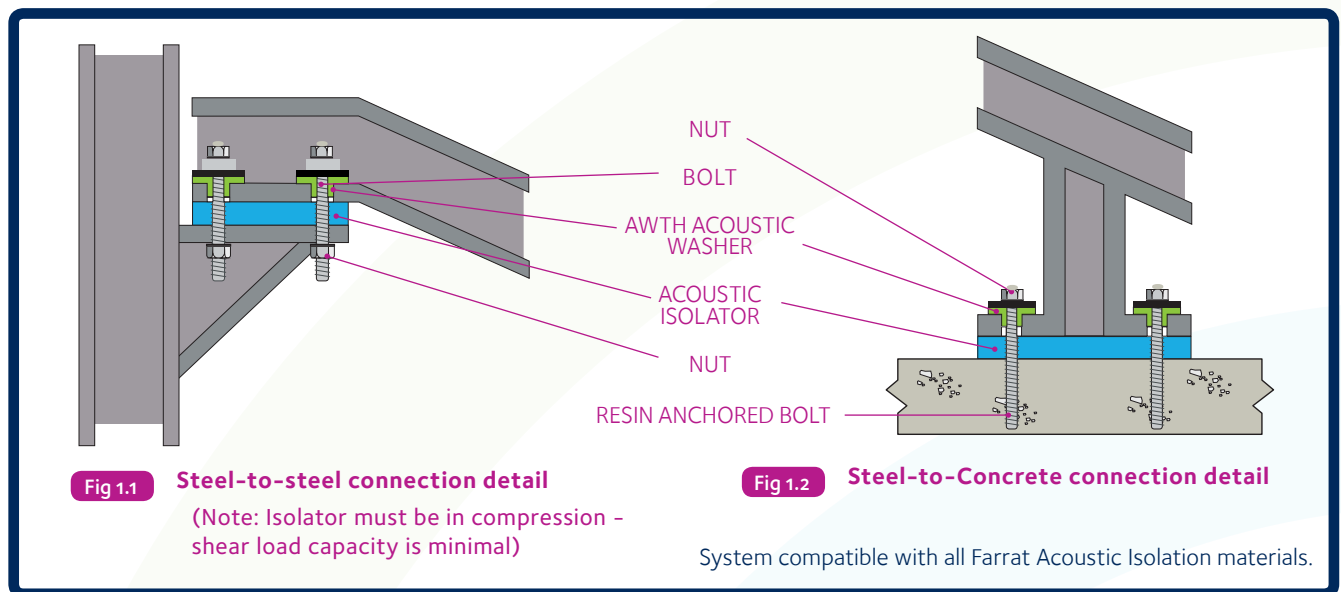 NUT
BOLT
AWTH ACOUSTIC
WASHER
ACOUSTIC
ISOLATOR
NUT
RESIN ANCHORED BOLT
Fig 1.1 Steel-to-steel connection detail
(Note: Isolator must be in compression -
shear load capacity is minimal)
Fig 1.2 Steel-to-Concrete connection detail
System compatible with all Farrat Acoustic Isolation materials.